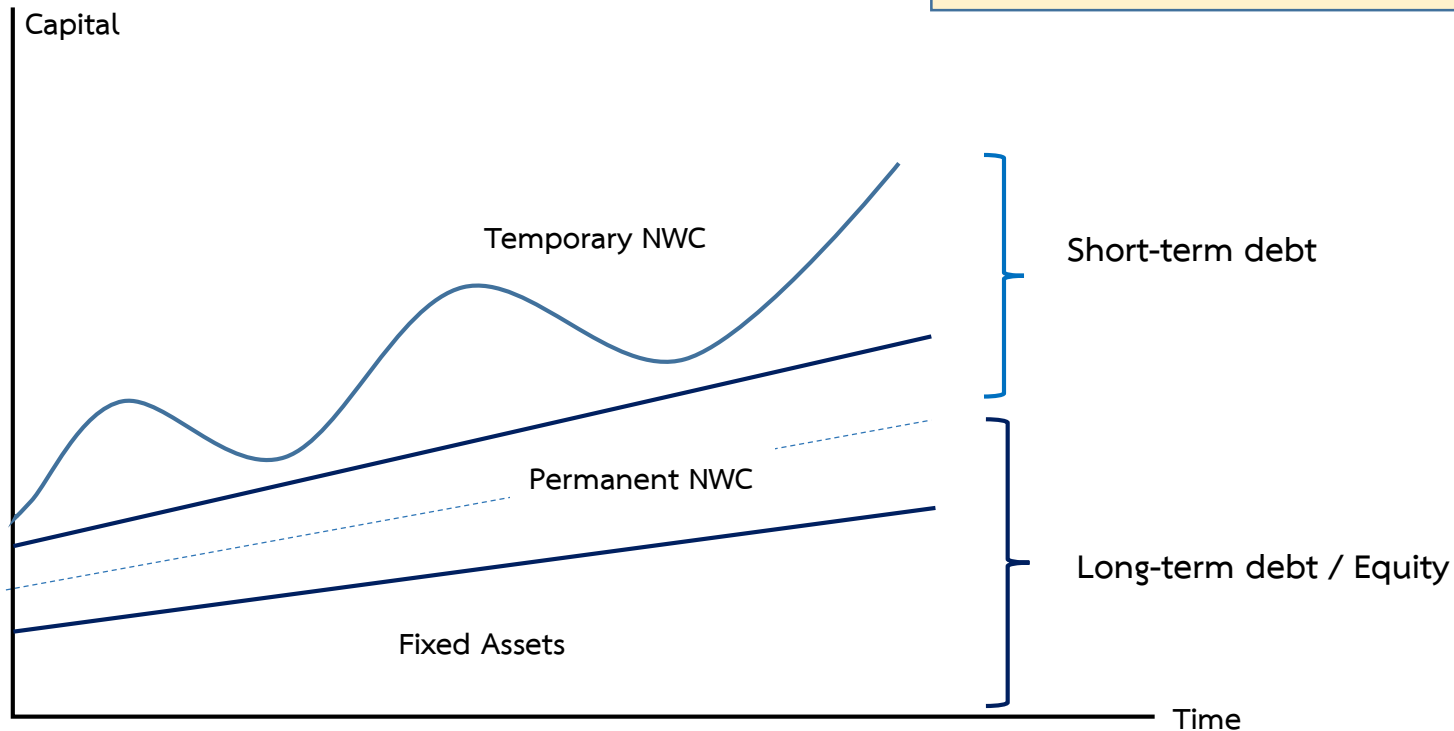 Capital
Temporary NWC
Short-term debt
Permanent NWC
Long-term debt / Equity
Fixed Assets
Time